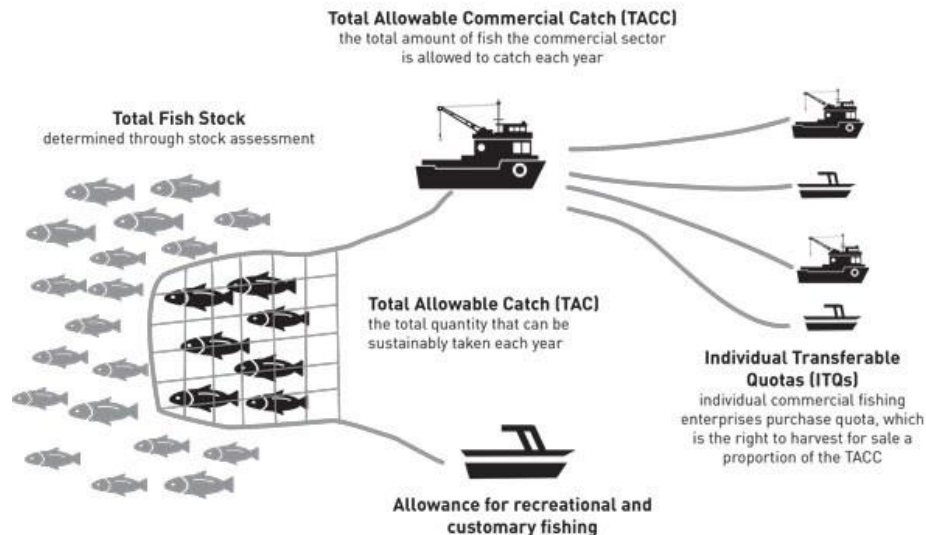 Total Allowable Commercial Catch (TACC)
the total amount of fish the commercial sector
is allowed to catch each year
Total Fish Stock
determined through stock assessment
Total Allowable Catch (TAC)
the total quantity that can be
sustainably taken each year
Individual Transferable
Quotas (ITQs)
individual commercial fishing
enterprises purchase quota, which
is the right to harvest for sale a
proportion of the TACC
Allowance for recreational and
customary fishing